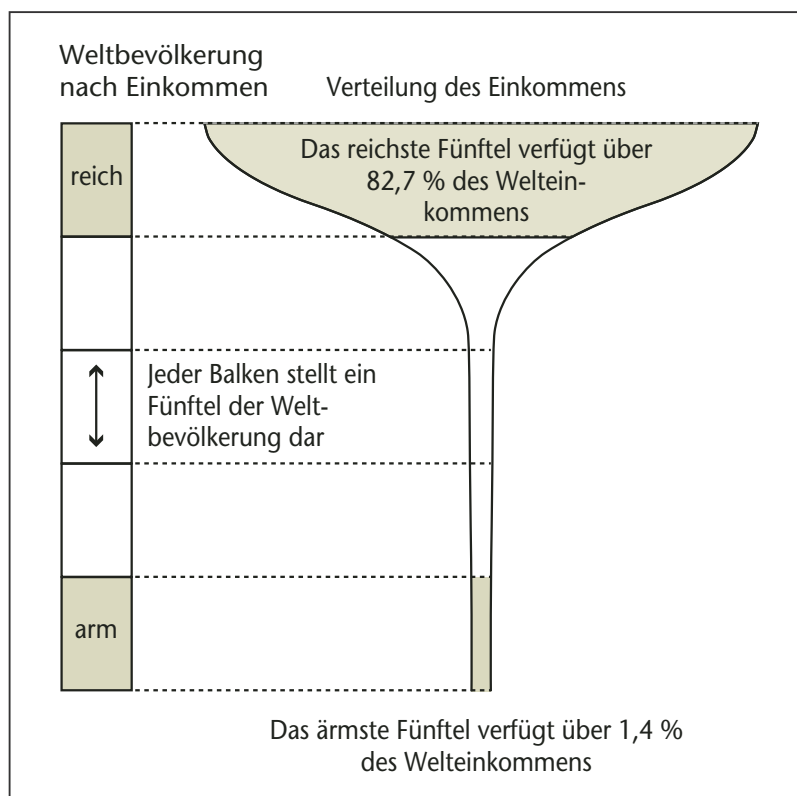 Weltbevölkerung
nach Einkommen
Verteilung des Einkommens
reich
Das reichste Fünftel verfügt über
82,7 % des Weltein-
kommens
Jeder Balken stellt ein
Fünftel der Welt-
bevölkerung dar
arm
Das ärmste Fünftel verfügt über 1,4 %
des Welteinkommens